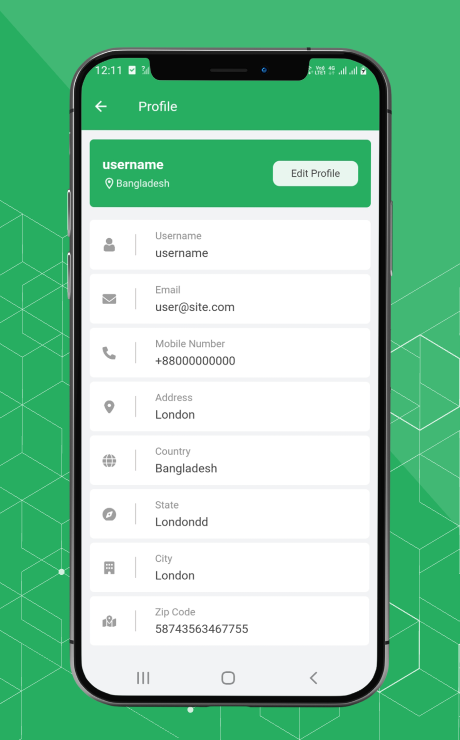 12:11
Profile
username
Bangladesh
Edit Profile
Username
username
Email
user@site.com
Mobile Number
+88000000000
Address
London
Country
Bangladesh
State
Londondd
City
London
Zip Code
58743563467755